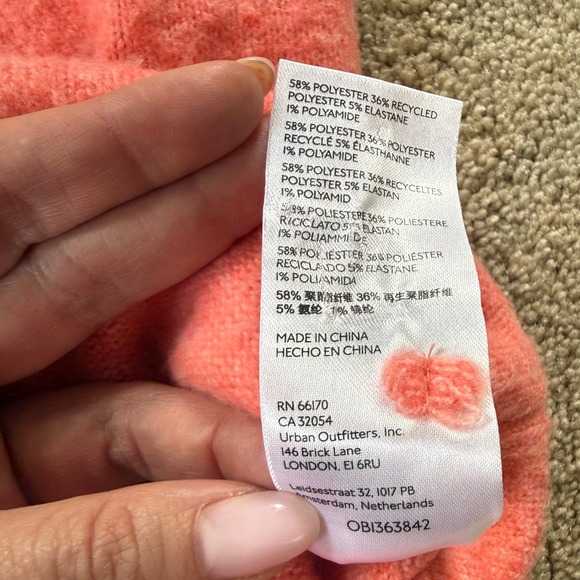 58% POLYESTER 36% RECYCLED
POLYESTER 5% ELASTANE
1% POLYAMIDE
58% POLYESTER 36% POLYESTER
RECYCLÉ 5% ÉLASTHANNE
1% POLYAMIDE
58% POLYESTER 36% RECYCELTES
POLYESTER 5% ELASTAN
1% POLYAMID
58% POLIESTERE 36% POLIESTERE
RICICLATO 5% ELASTAN
1% POLIAMMIDE
58% POLIÉSTER 36% POLIÉSTER
RECICLADO 5% ELASTANE
1% POLIAMIDA
58% 聚酯纤维 36% 再生聚酯纤维
5% 氨纶 1% 锦纶
MADE IN CHINA
HECHO EN CHINA
RN 66170
CA 32054
Urban Outfitters, Inc.
146 Brick Lane
LONDON, E1 6RU
Leidsestraat 32, 1017 PB
Amsterdam, Netherlands
OB1363842